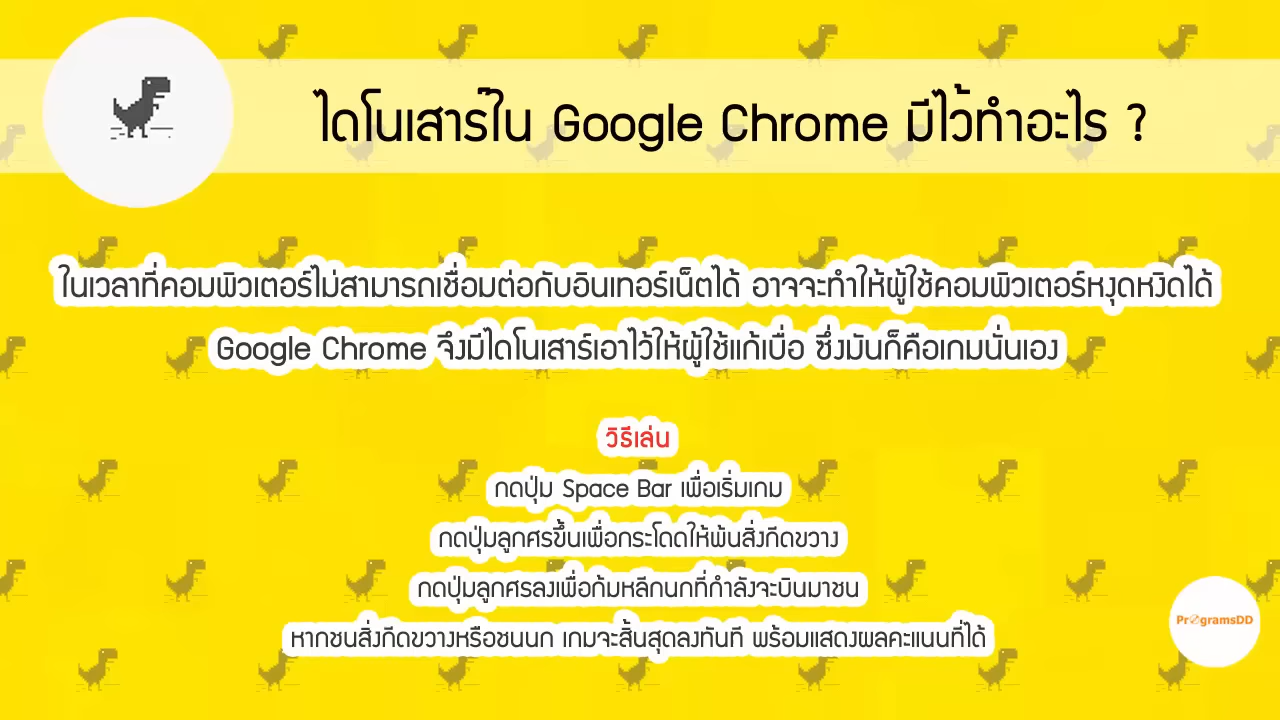 ไดโนเสาร์ใน Google Chrome มีไว้ทำอะไร ?
ในเวลาที่คอมพิวเตอร์ไม่สามารถเชื่อมต่อกับอินเทอร์เน็ตได้ อาจจะทำให้ผู้ใช้คอมพิวเตอร์หงุดหงิดได้
Google Chrome จึงมีไดโนเสาร์เอาไว้ให้ผู้ใช้แก้เบื่อ ซึ่งมันก็คือเกมนั่นเอง
วิธีเล่น
กดปุ่ม Space Bar เพื่อเริ่มเกม
กดปุ่มลูกศรขึ้นเพื่อกระโดดให้พ้นสิ่งกีดขวาง
กดปุ่มลูกศรลงเพื่อก้มหลีกนกที่กำลังจะบินมาชน
หากชนสิ่งกีดขวางหรือชนนก เกมจะสิ้นสุดลงทันที พร้อมแสดงผลคะแนนที่ได้
ProgramsDD